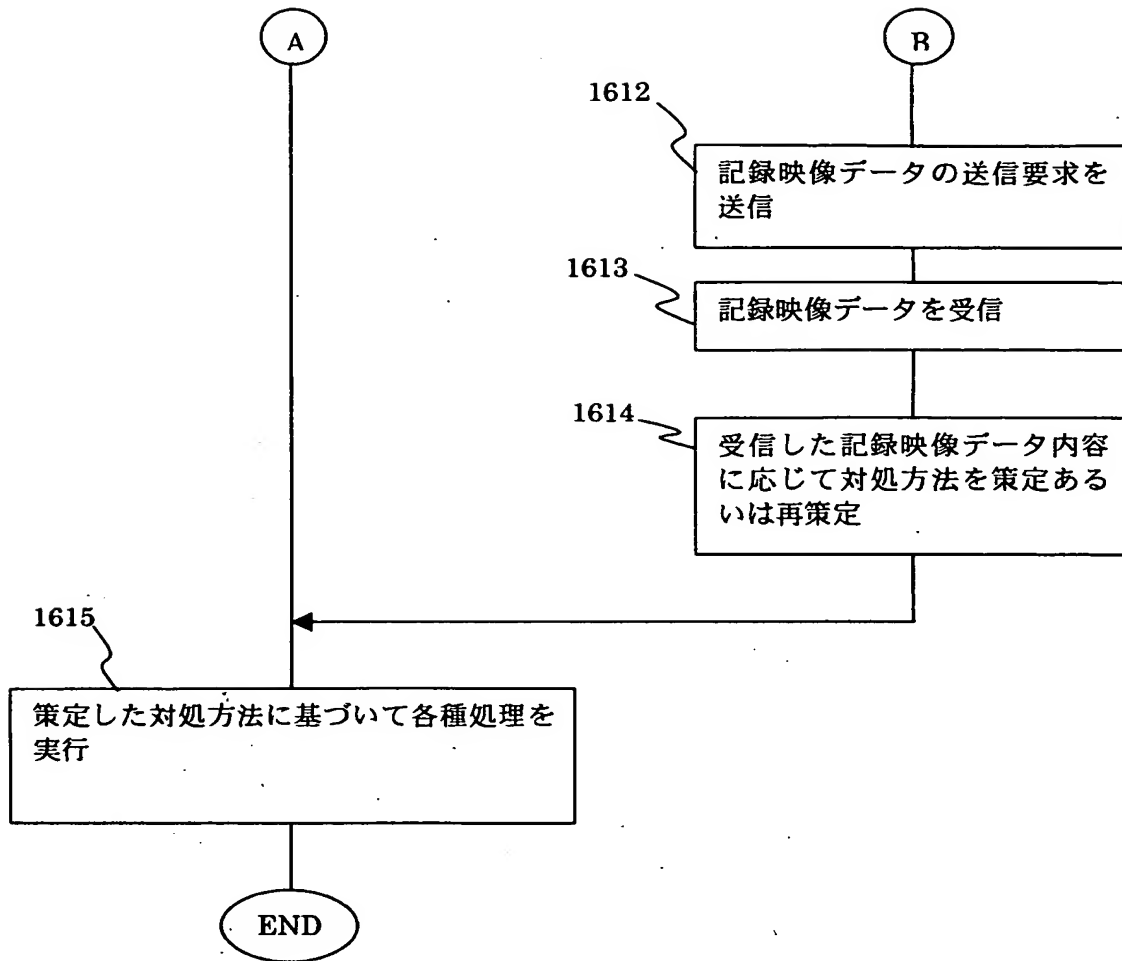 A
B
1612
記録映像データの送信要求を
送信
1613
記録映像データを受信
1614
受信した記録映像データ内容
に応じて対処方法を策定ある
いは再策定
1615
策定した対処方法に基づいて各種処理を
実行
END